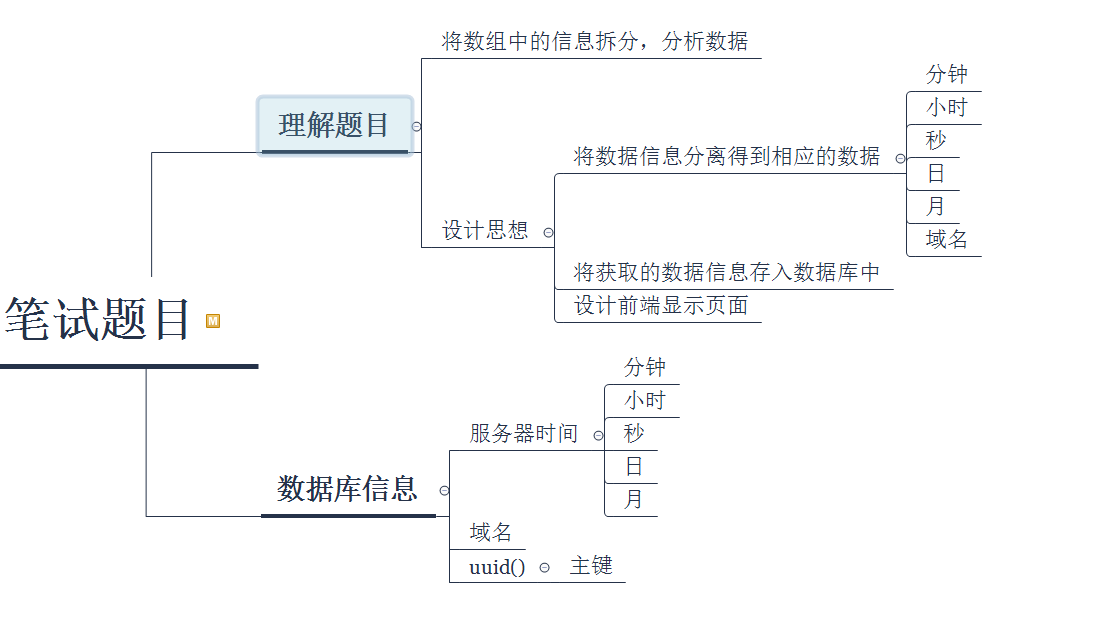 笔试题目
M
理解题目
将数组中的信息拆分，分析数据
设计思想
将数据信息分离得到相应的数据
分钟
小时
秒
日
月
域名
将获取的数据信息存入数据库中
设计前端显示页面
数据库信息
服务器时间
分钟
小时
秒
日
月
域名
uuid()
主键